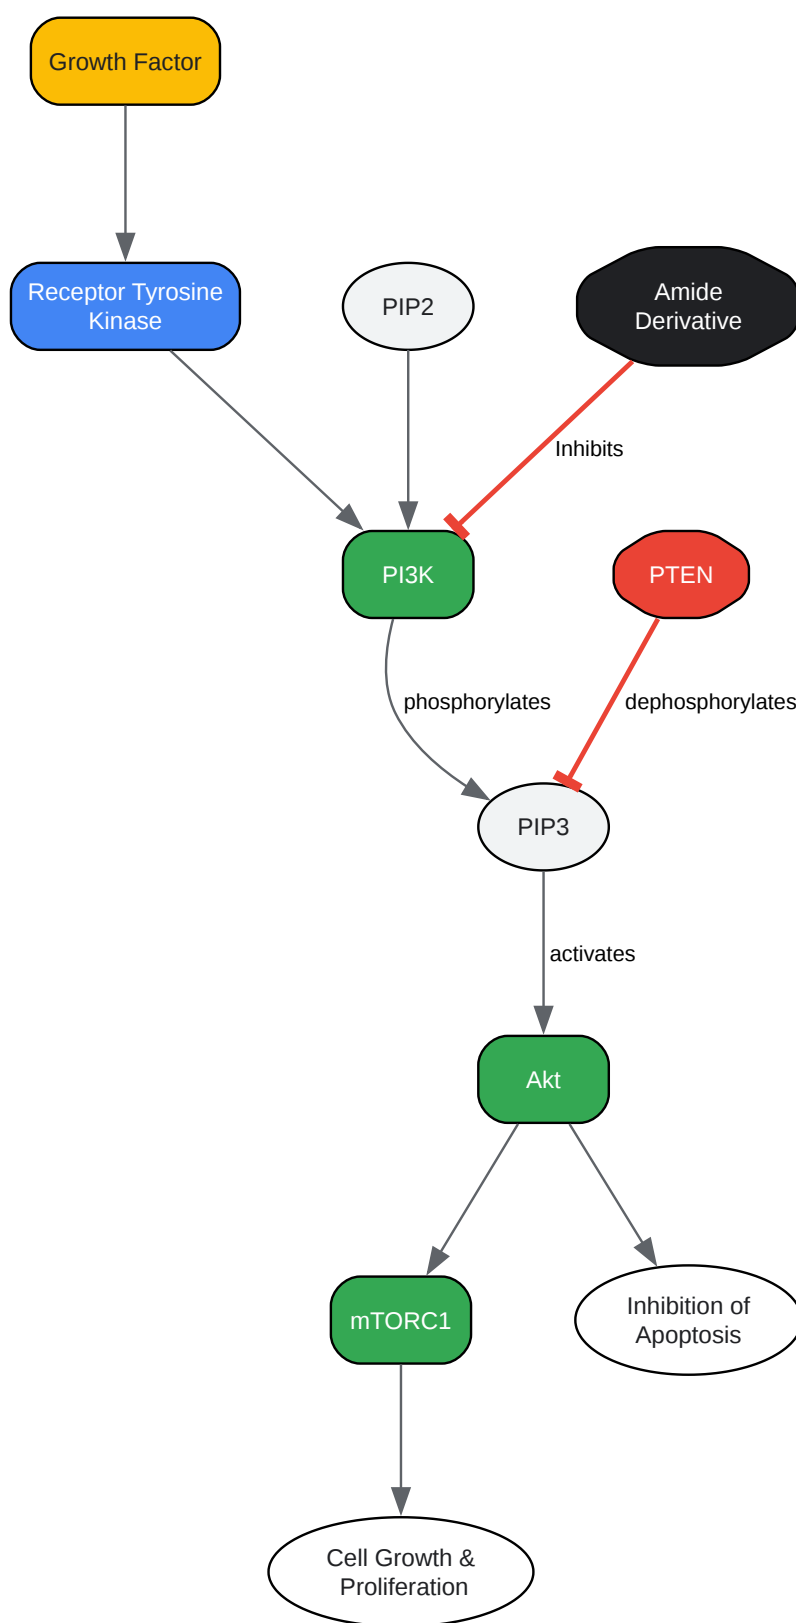 Growth Factor
Receptor Tyrosine
Kinase
PIP2
Amide
Derivative
Inhibits
PI3K
PTEN
phosphorylates
dephosphorylates
PIP3
activates
Akt
mTORC1
Inhibition of
Apoptosis
Cell Growth &
Proliferation